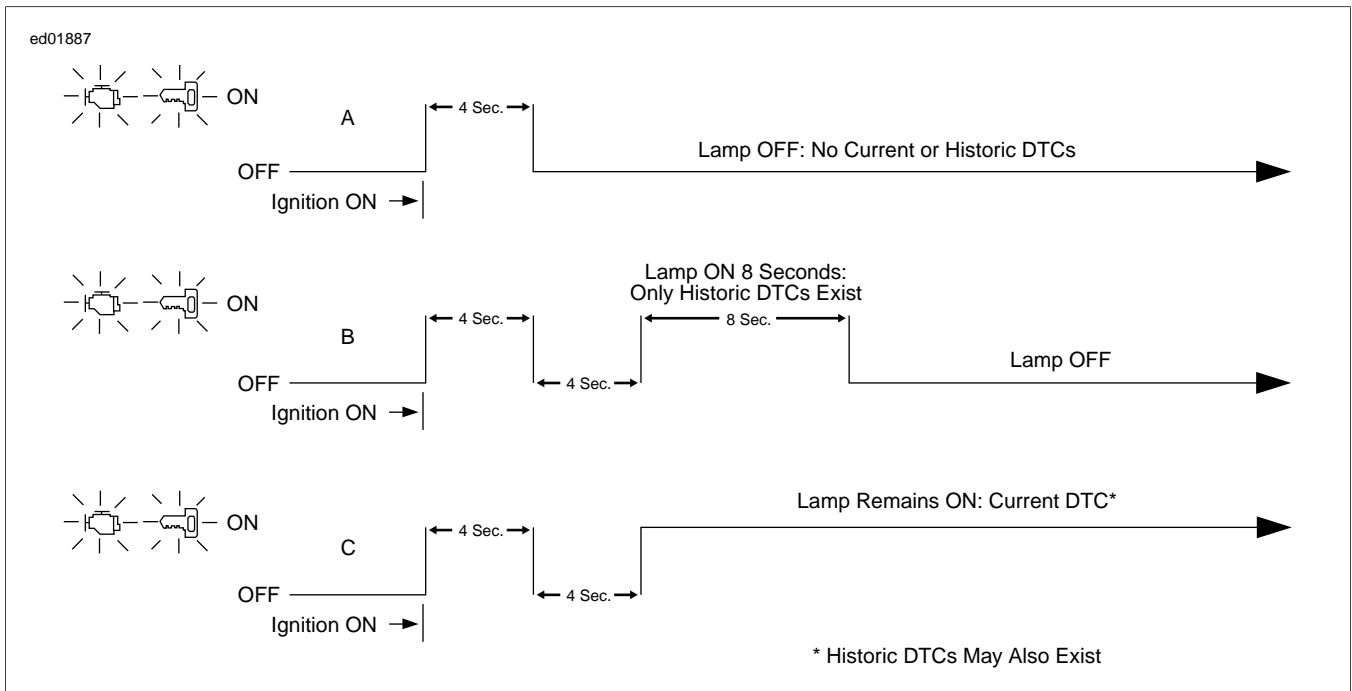 ed01887
ON
A
4 Sec.
Lamp OFF: No Current or Historic DTCs
OFF
Ignition ON
Lamp ON 8 Seconds:
Only Historic DTCs Exist
ON
4 Sec.
8 Sec.
B
Lamp OFF
OFF
4 Sec.
Ignition ON
Lamp Remains ON: Current DTC*
ON
4 Sec.
C
OFF
4 Sec.
Ignition ON
* Historic DTCs May Also Exist